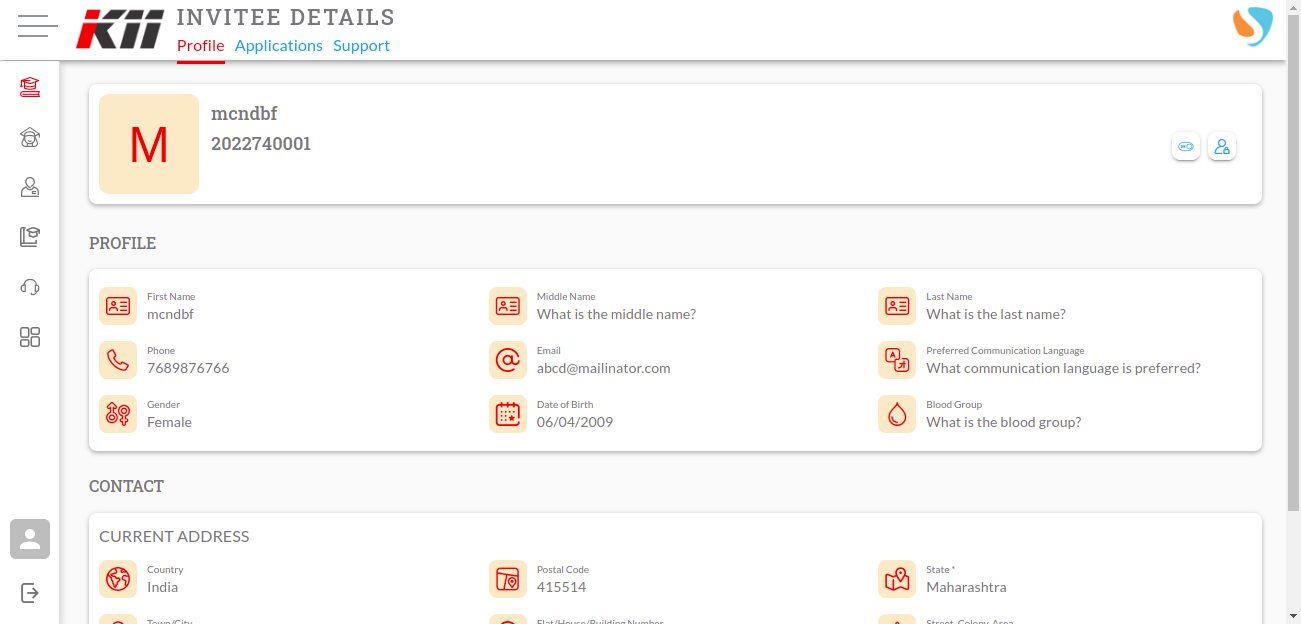 KII
INVITEE DETAILS
Profile Applications Support
M
mcndbf
2022740001
PROFILE
First Name
mcndbf
Middle Name
What is the middle name?
Last Name
What is the last name?
Phone
7689876766
Email
abcd@mailinator.com
Preferred Communication Language
What communication language is preferred?
Gender
Female
Date of Birth
06/04/2009
Blood Group
What is the blood group?
CONTACT
CURRENT ADDRESS
Country
India
Postal Code
415514
State *
Maharashtra
Town/City
Flat/House/Building Number
Street, Colony, Area